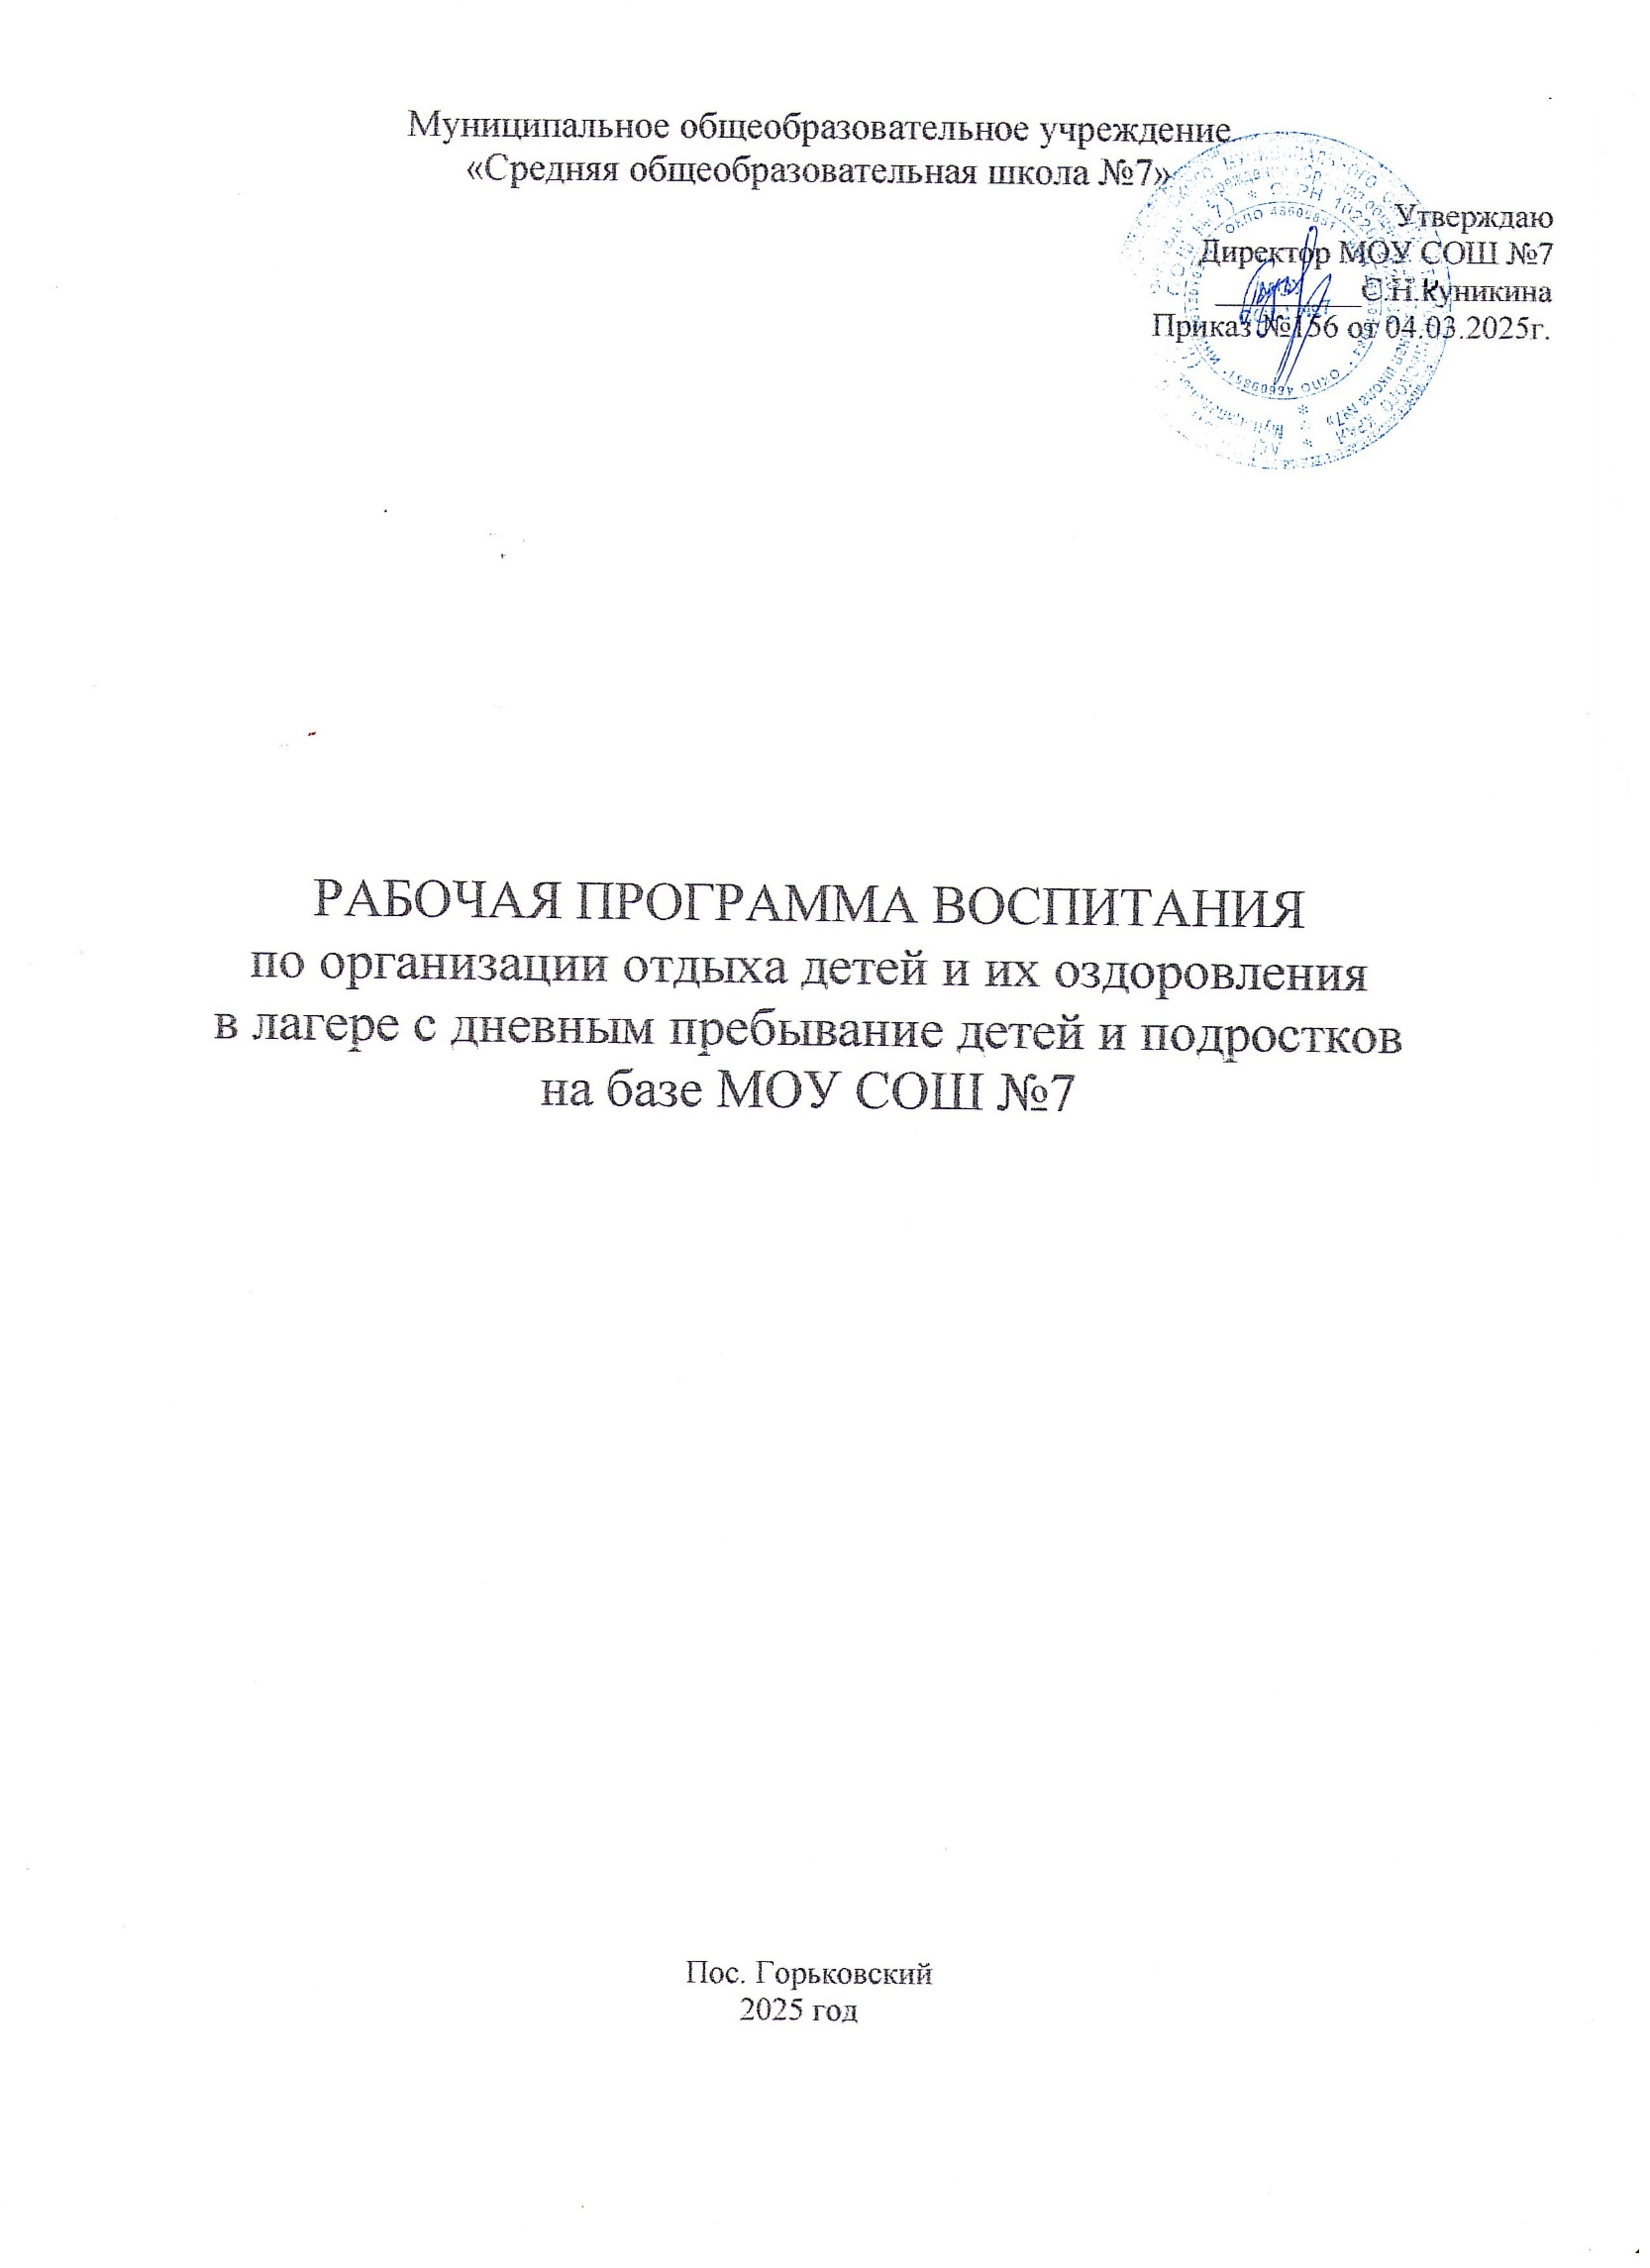 Муниципальное общеобразовательное учреждение
«Средняя общеобразовательная школа №7»
Утверждаю
Директор МОУ СОШ №7
С.Н.Куникина
Приказ №156 от 04.03.2025г.
РАБОЧАЯ ПРОГРАММА ВОСПИТАНИЯ
по организации отдыха детей и их оздоровления
в лагере с дневным пребывание детей и подростков
на базе МОУ СОШ №7
Пос. Горьковский
2025 год